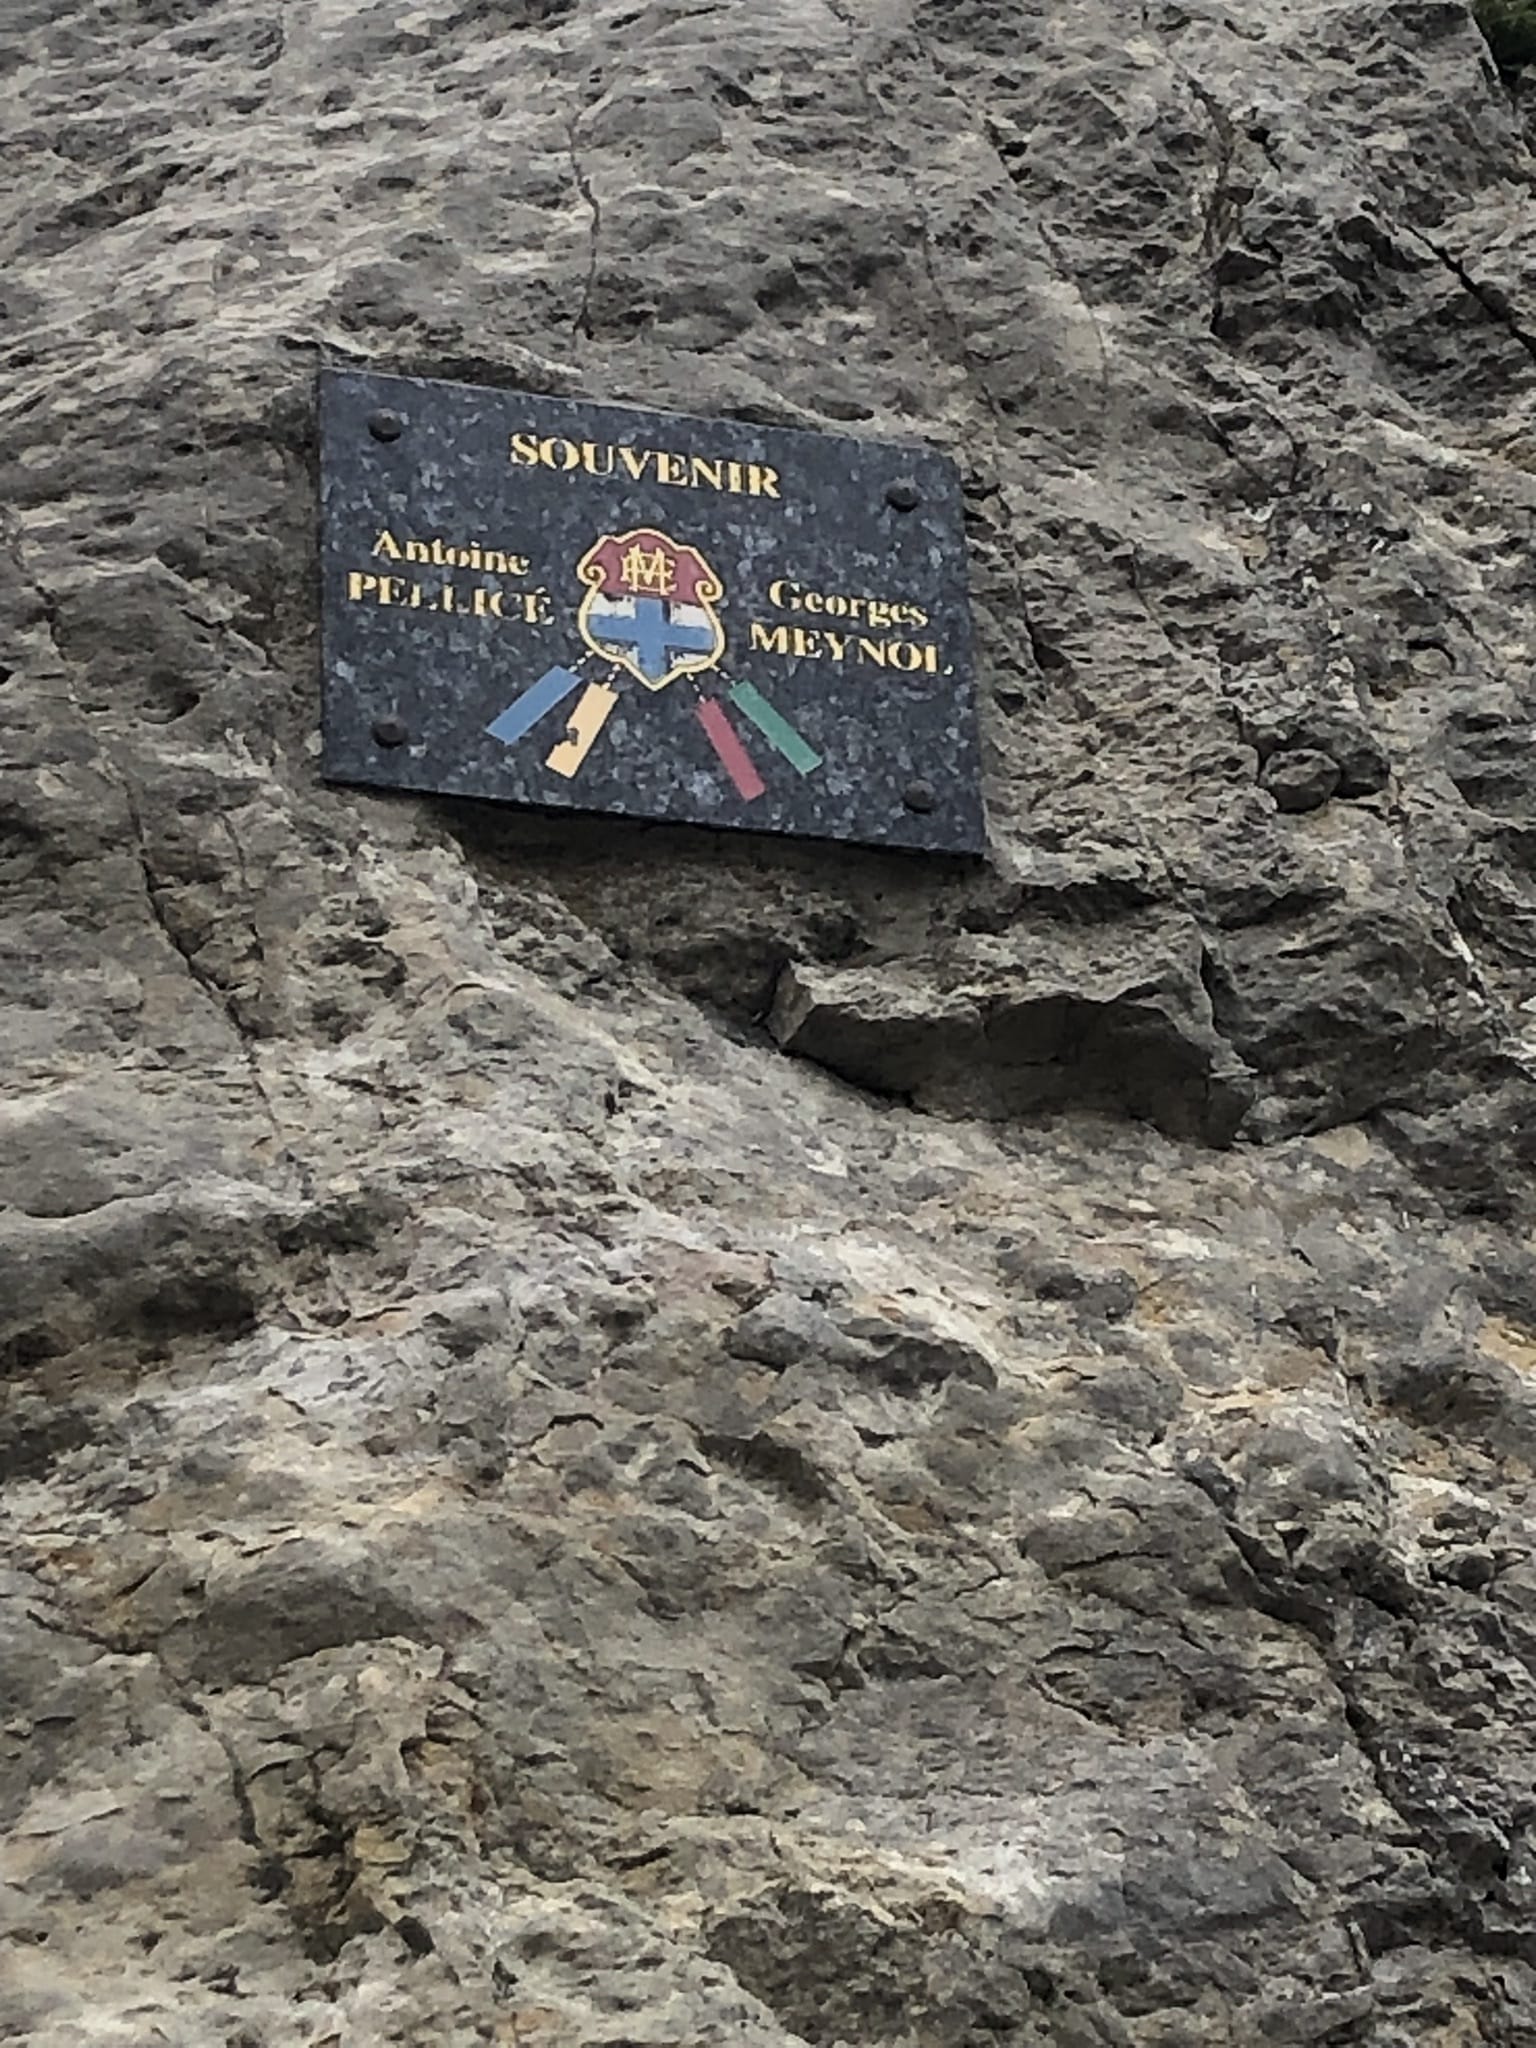 SOUVENIR
Antoine
PELLICÉ
Georges
MEYNOL